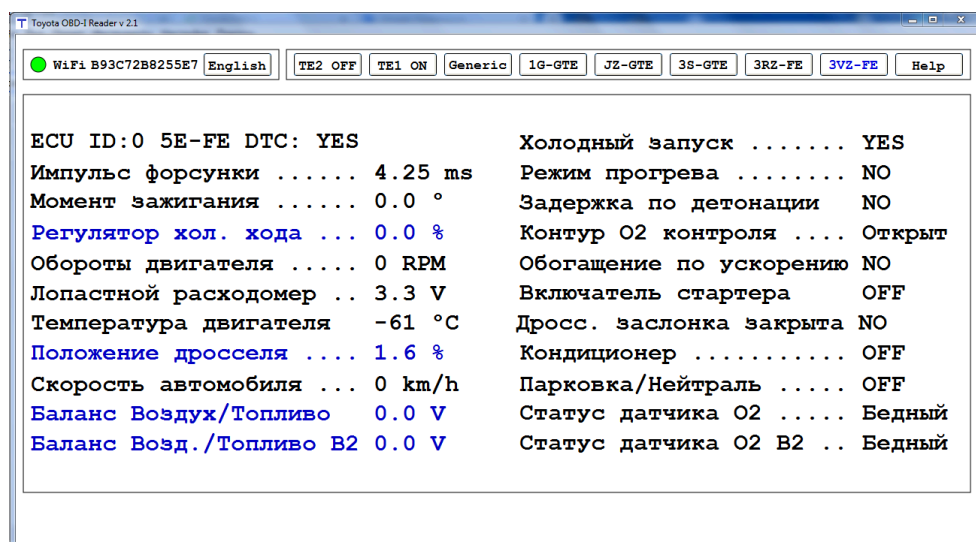 Toyota OBD-I Reader v 2.1
WiFi B93C72B8255E7 English TE2 OFF TE1 ON Generic 1G-GTE JZ-GTE 3S-GTE 3RZ-FE 3VZ-FE Help
ECU ID:0 5E-FE DTC: YES
Импульс форсунки ...... 4.25 ms
Момент зажигания ...... 0.0 °
Регулятор хол. хода ... 0.0 %
Обороты двигателя ..... 0 RPM
Лопастной расходомер .. 3.3 V
Температура двигателя -61 °C
Положение дросселя .... 1.6 %
Скорость автомобиля ... 0 km/h
Баланс Воздух/Топливо 0.0 V
Баланс Возд./Топливо В2 0.0 V
Холодный запуск ....... YES
Режим прогрева ........ NO
Задержка по детонации NO
Контур О2 контроля .... Открыт
Обогащение по ускорению NO
Включатель стартера OFF
Дросс. заслонка закрыта NO
Кондиционер ........... OFF
Парковка/Нейтраль ..... OFF
Статус датчика О2 ..... Бедный
Статус датчика О2 В2 .. Бедный